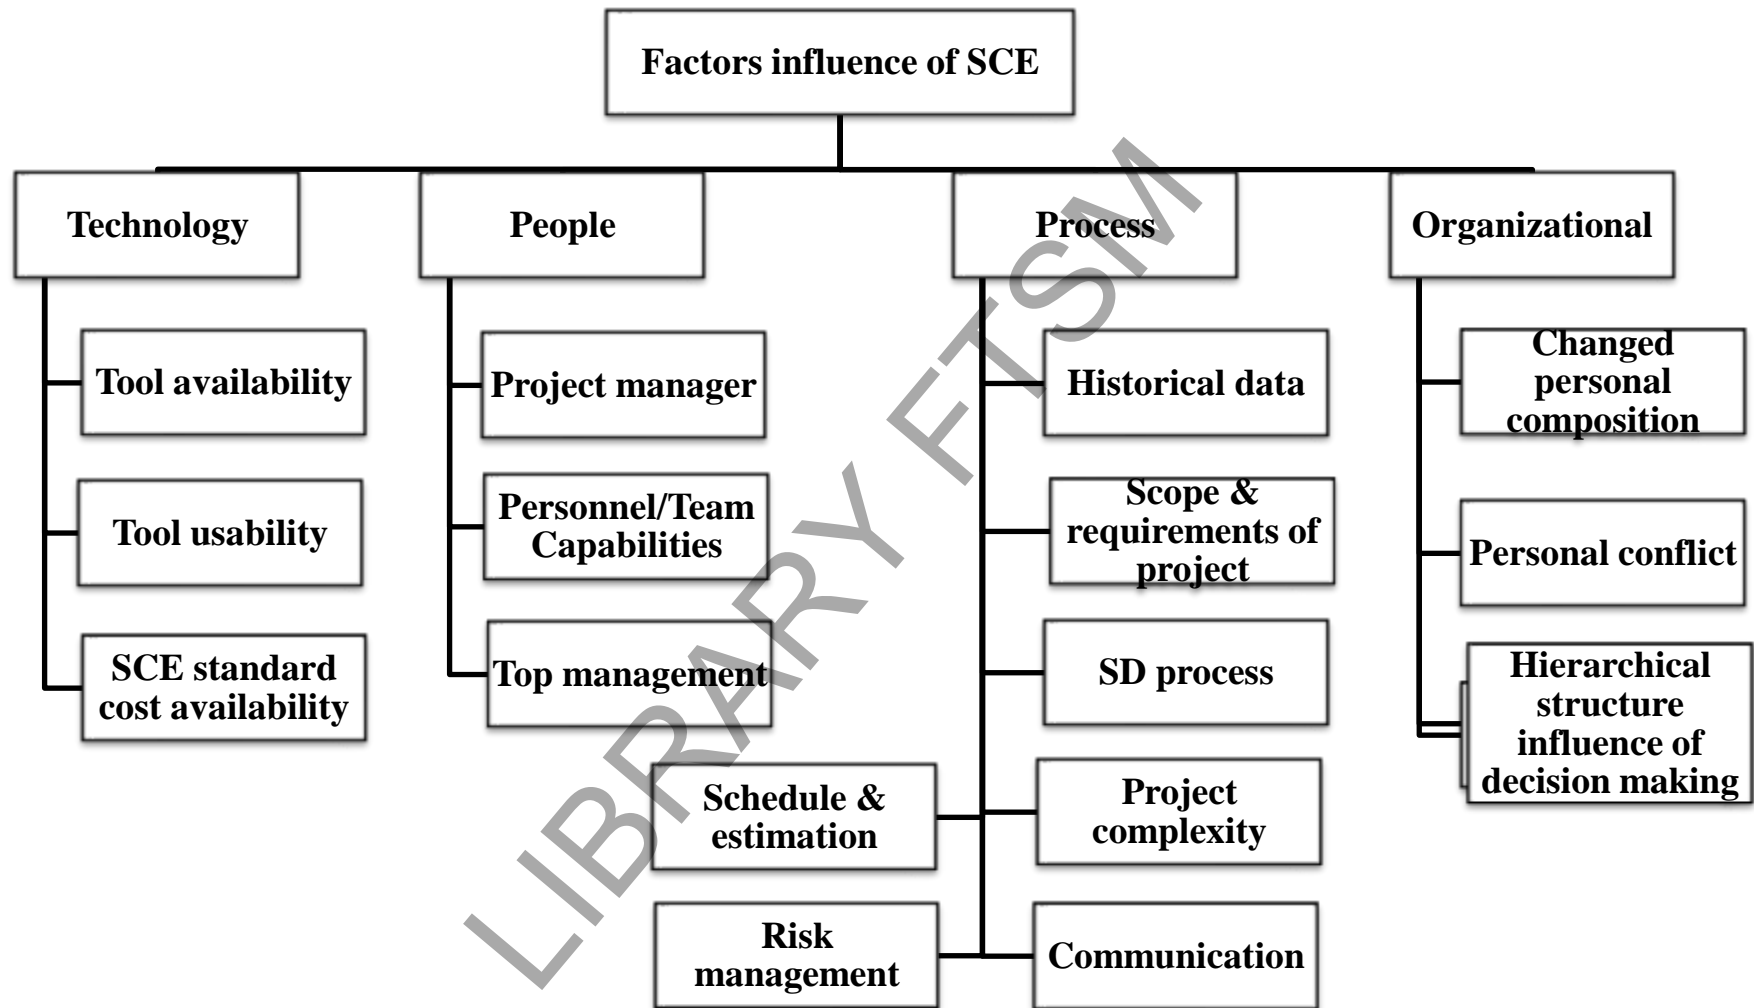 Factors influence of SCE
Technology
People
Process
Organizational
Tool availability
Project manager
Historical data
Changed
personal
composition
Tool usability
Personnel/Team
Capabilities
Scope &
requirements of
project
Personal conflict
SCE standard
cost availability
Top management
SD process
Hierarchical
structure
influence of
decision making
Schedule &
estimation
Project
complexity
Risk
management
Communication
LIBRARY FTSM